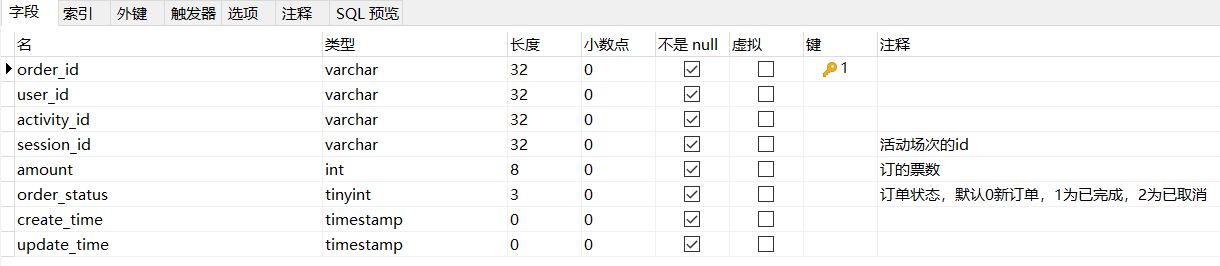 字段 索引 外键 触发器 选项 注释 SQL 预览
名 类型 长度 小数点 不是 null 虚拟 键 注释
order_id varchar 32 0 1
user_id varchar 32 0
activity_id varchar 32 0
session_id varchar 32 0 活动场次的id
amount int 8 0 订的票数
order_status tinyint 3 0 订单状态，默认0新订单，1为已完成，2为已取消
create_time timestamp 0 0
update_time timestamp 0 0